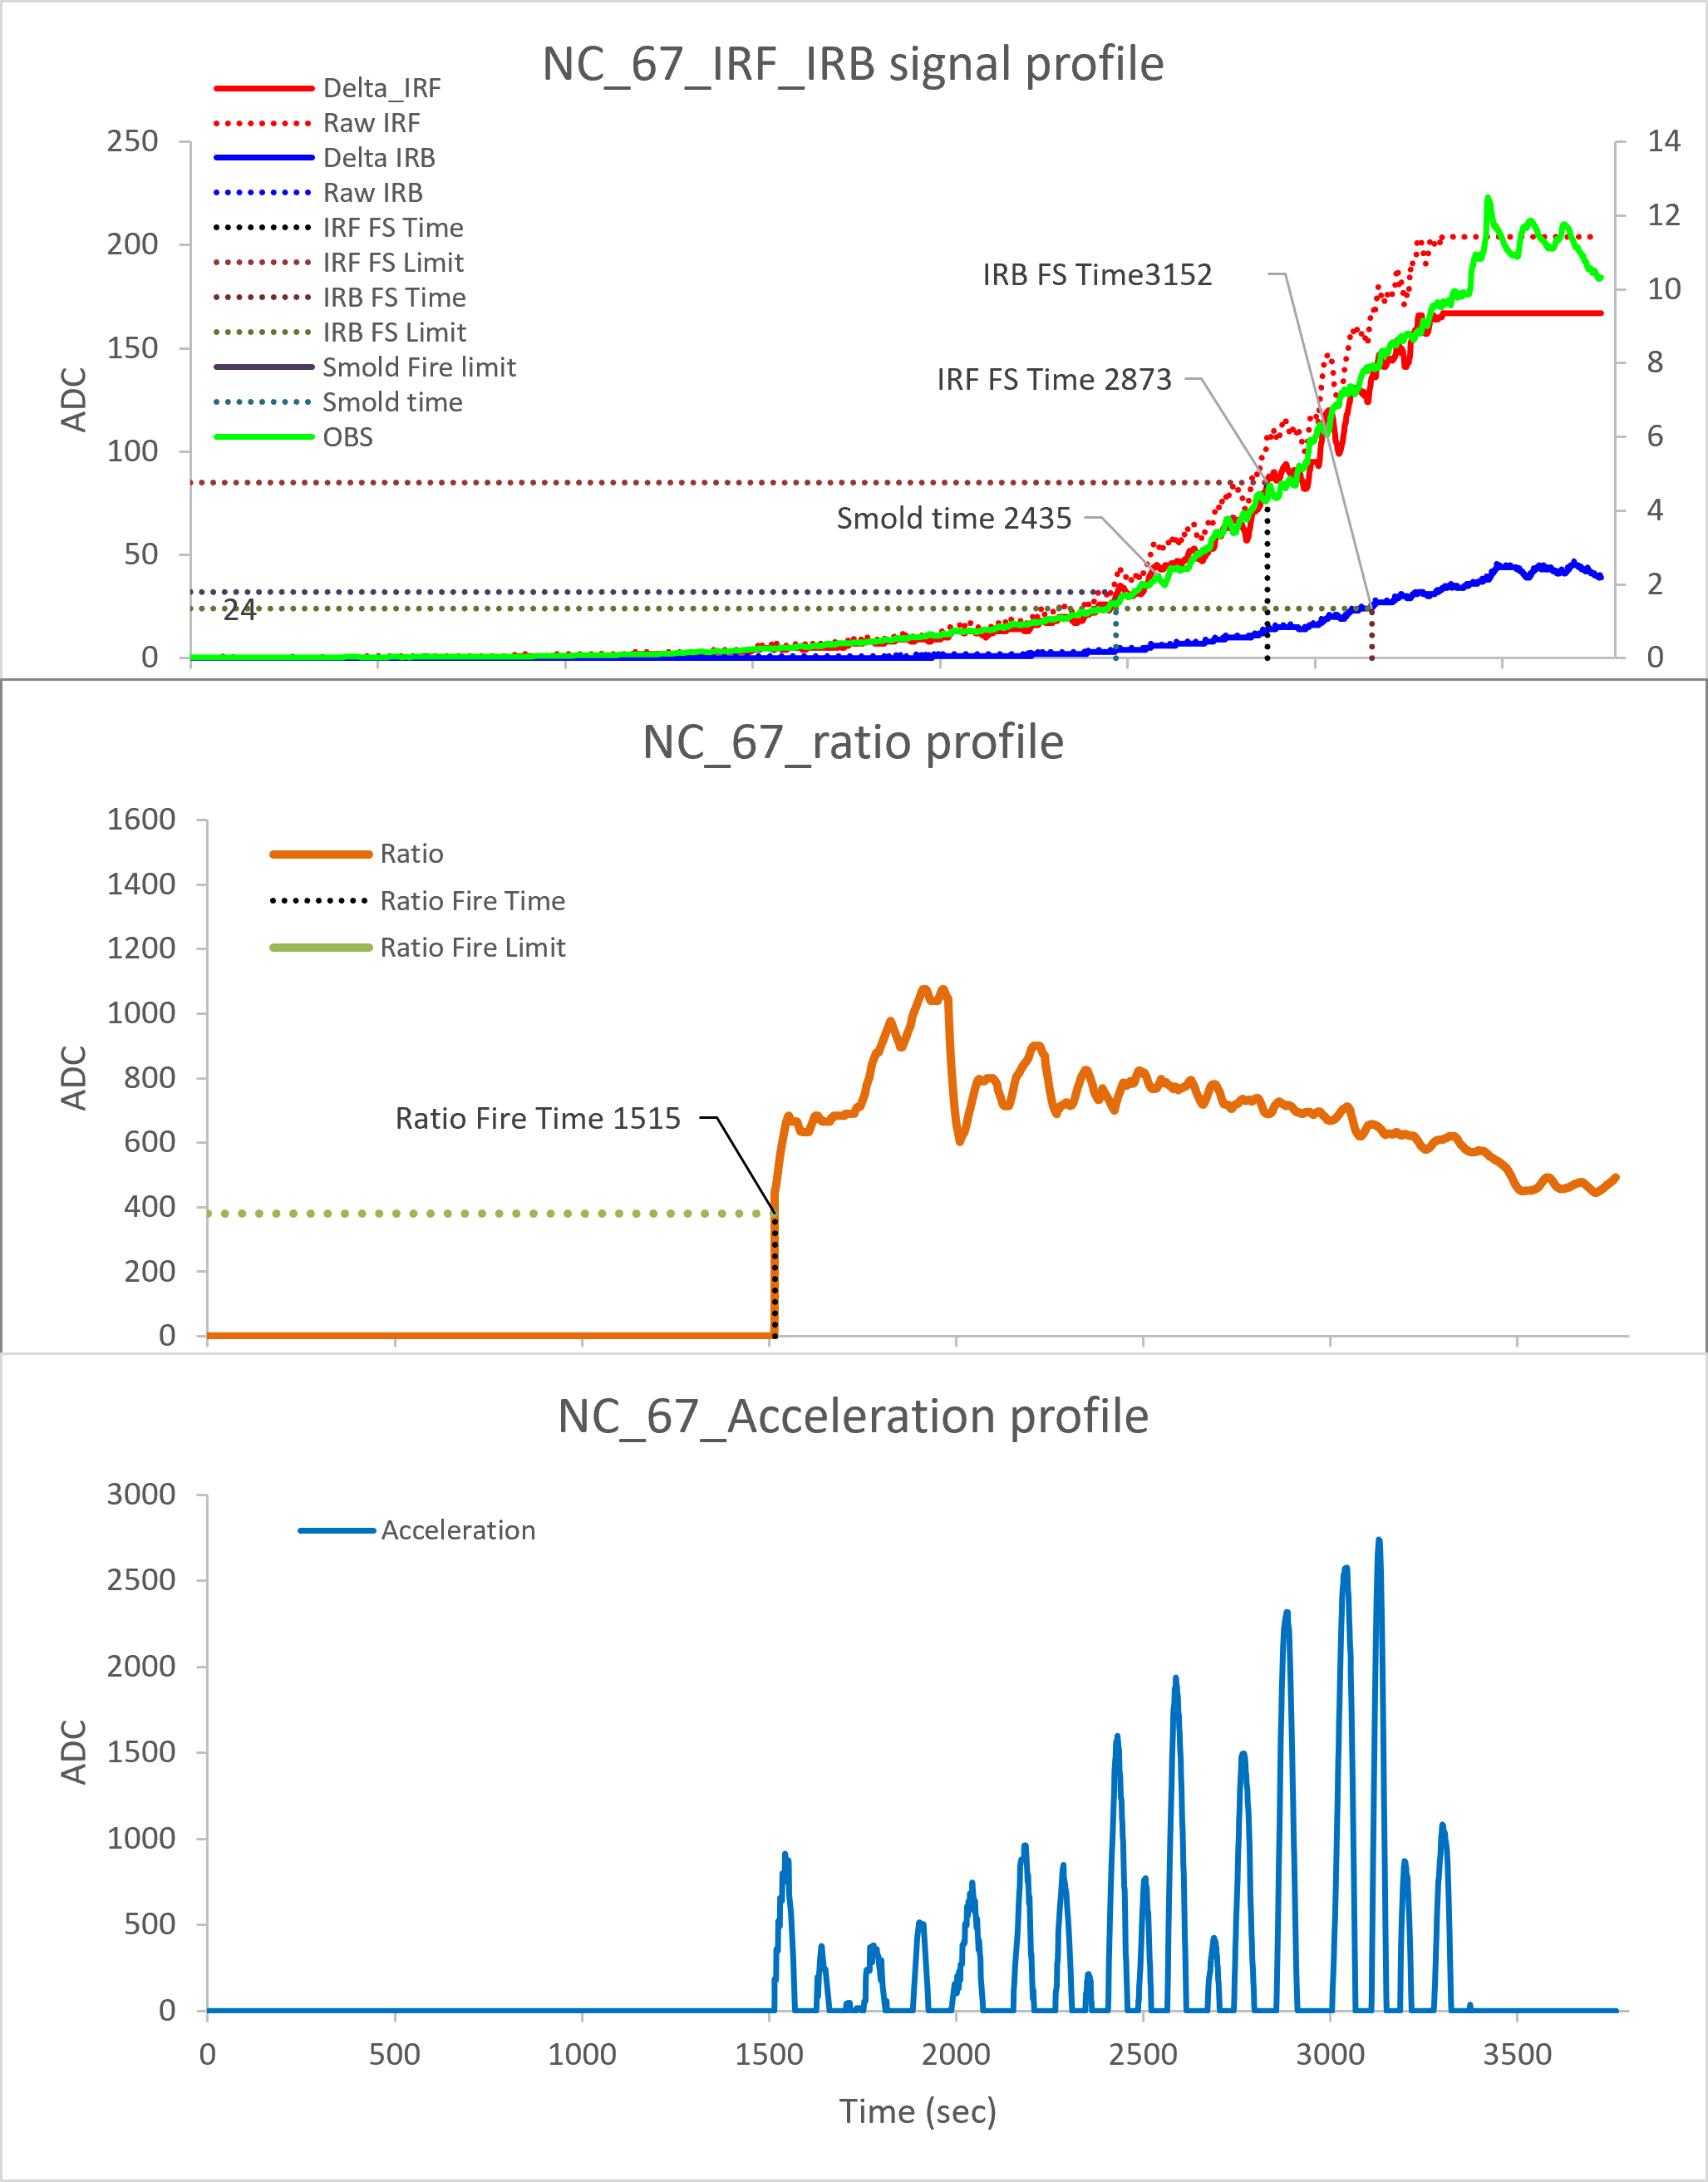 NC_67_IRF_IRB signal profile
Delta_IRF
Raw IRF
Delta IRB
Raw IRB
IRF FS Time
IRF FS Limit
IRB FS Time
IRB FS Limit
Smold Fire limit
Smold time
OBS
250
200
150
100
50
0
ADC
14
12
10
8
6
4
2
0
IRB FS Time3152
IRF FS Time 2873
Smold time 2435
24
NC_67_ratio profile
1600
1400
1200
1000
800
600
400
200
0
ADC
Ratio
Ratio Fire Time
Ratio Fire Limit
Ratio Fire Time 1515
NC_67_Acceleration profile
3000
2500
2000
1500
1000
500
0
ADC
Acceleration
0 500 1000 1500 2000 2500 3000 3500
Time (sec)